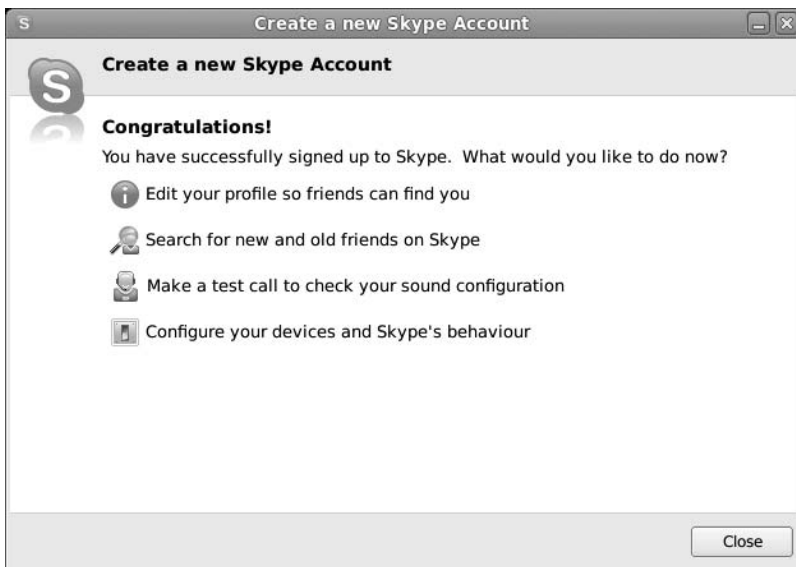 S Create a new Skype Account
S Create a new Skype Account
Congratulations!
You have successfully signed up to Skype. What would you like to do now?
i Edit your profile so friends can find you
Search for new and old friends on Skype
Make a test call to check your sound configuration
Configure your devices and Skype's behaviour
Close